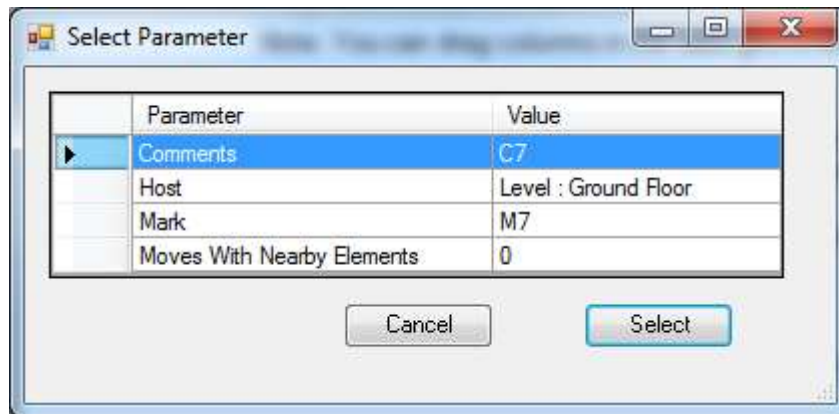 Select Parameter
Parameter Value
Comments C7
Host Level : Ground Floor
Mark M7
Moves With Nearby Elements 0
Cancel Select